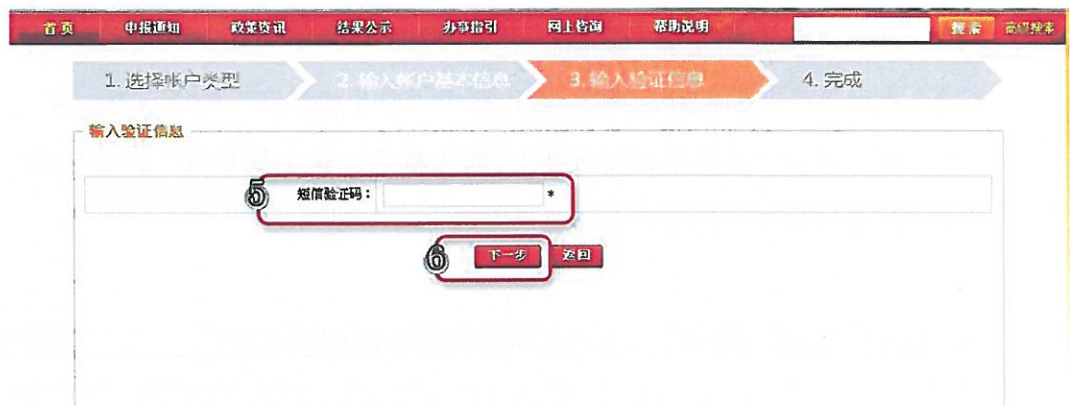 首页 申报通知 政策资讯 结果公示 办事指引 网上咨询 帮助说明 搜索 高级搜索
1. 选择帐户类型 2. 输入帐户基本信息 3. 输入验证信息 4. 完成
输入验证信息
5 短信验证码： *
6 下一步 返回